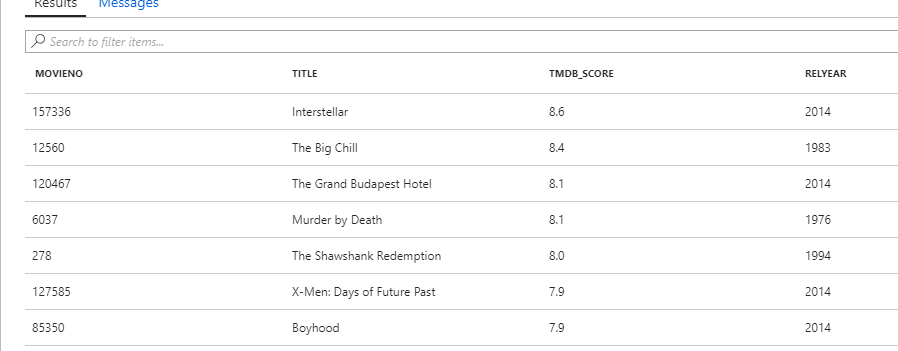 Results Messages
Search to filter items...
MOVIENO TITLE TMDB_SCORE RELYEAR
157336 Interstellar 8.6 2014
12560 The Big Chill 8.4 1983
120467 The Grand Budapest Hotel 8.1 2014
6037 Murder by Death 8.1 1976
278 The Shawshank Redemption 8.0 1994
127585 X-Men: Days of Future Past 7.9 2014
85350 Boyhood 7.9 2014